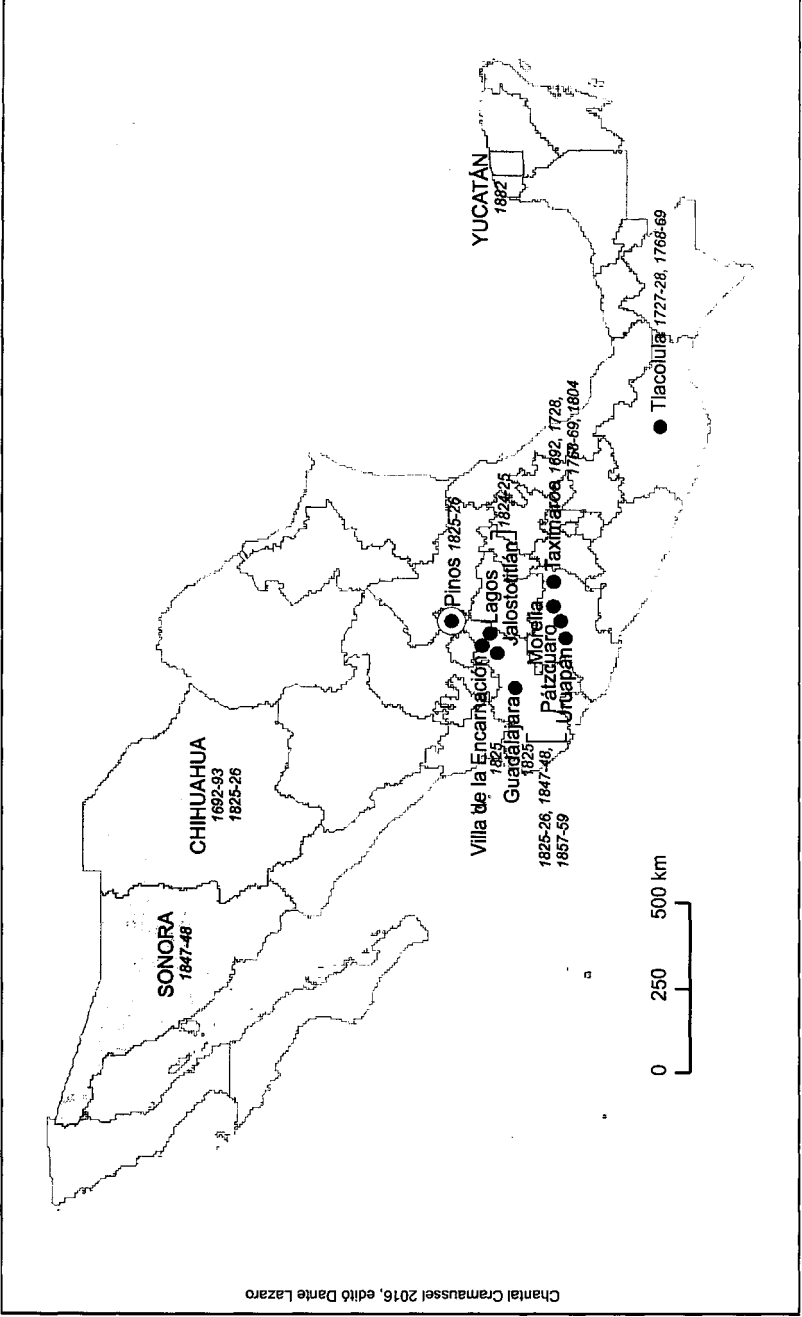 SONORA
1847-48
CHIHUAHUA
1692-93
1825-26
Pinos 1825-26
Villa de la Encarnación
1825
Lagos
Jalostotitlán
1824-25
Guadalajara
1825
Morelia
Pátzcuaro
Uruapan
1825-26, 1847-48,
1857-59
Taximaroa 1692, 1728,
1768-69, 1804
Tlacolula 1727-28, 1768-69
YUCATÁN
1882
0 250 500 km
Chantal Cramaussel 2016, editó Dante Lazaro